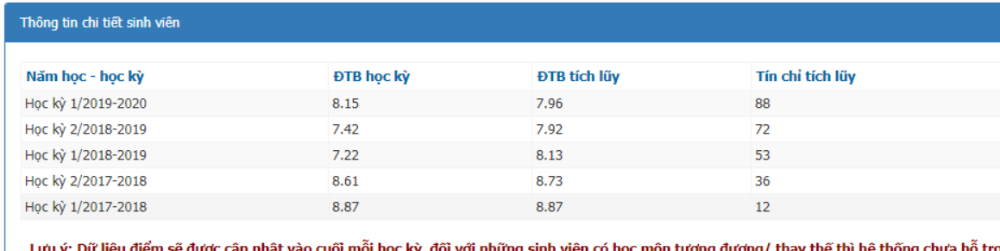 Thông tin chi tiết sinh viên
Năm học - học kỳ ĐTB học kỳ ĐTB tích lũy Tín chỉ tích lũy
Học kỳ 1/2019-2020 8.15 7.96 88
Học kỳ 2/2018-2019 7.42 7.92 72
Học kỳ 1/2018-2019 7.22 8.13 53
Học kỳ 2/2017-2018 8.61 8.73 36
Học kỳ 1/2017-2018 8.87 8.87 12
Lưu ý: Dữ liệu điểm sẽ được cập nhật vào cuối mỗi học kỳ, đối với những sinh viên có học môn tương đương/ thay thế thì hệ thống chưa hỗ